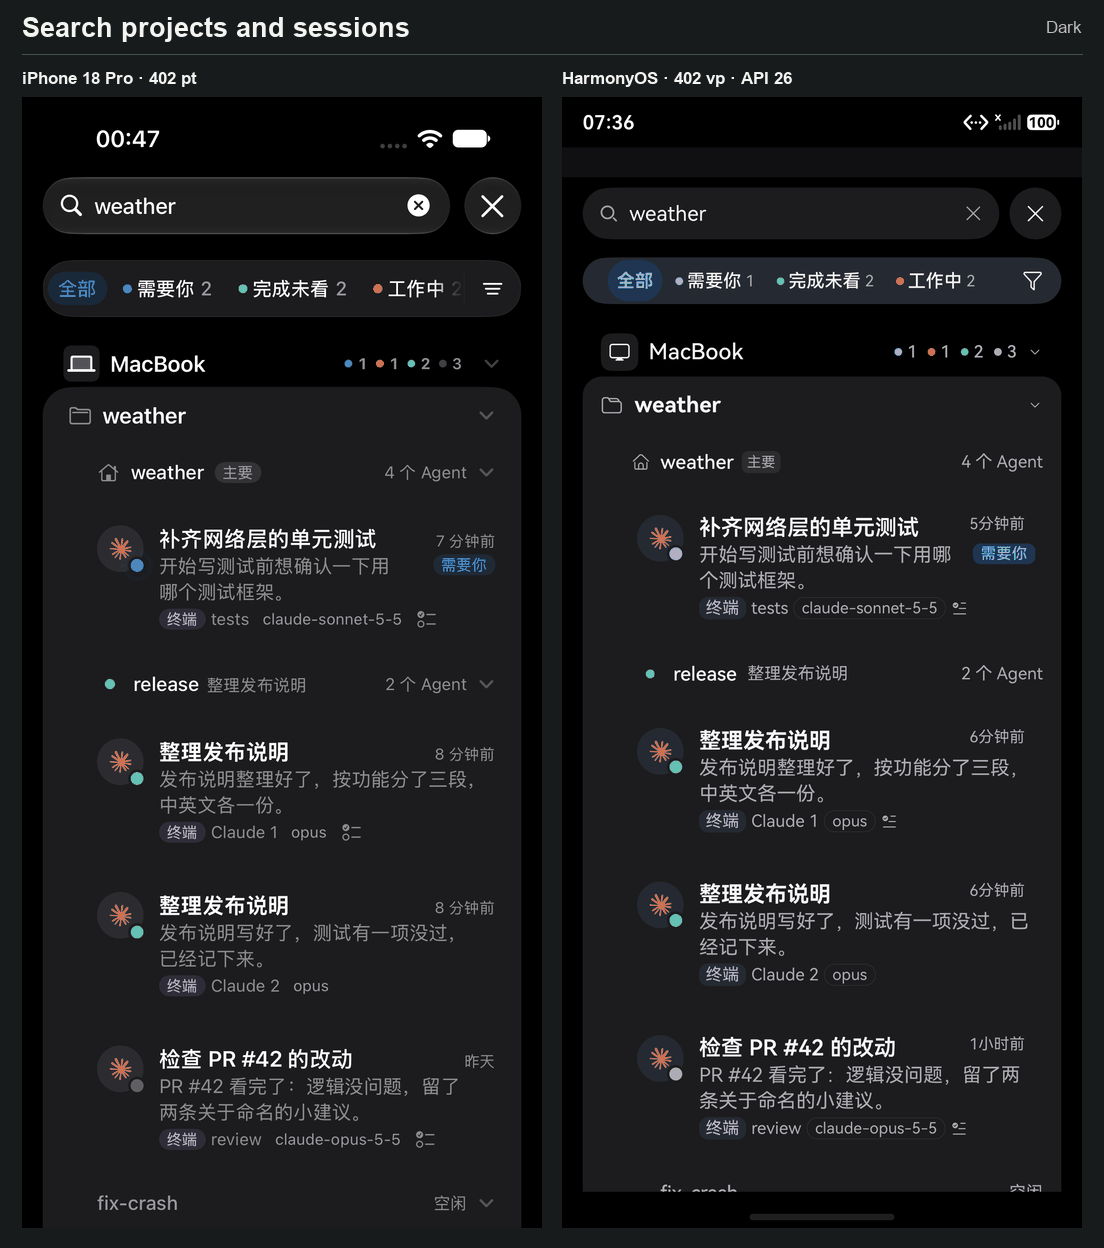 Search projects and sessions
Dark
iPhone 18 Pro · 402 pt
00:47
weather
全部 需要你 2 完成未看 2 工作中 2
MacBook 1 1 2 3
weather
weather 主要 4 个 Agent
补齐网络层的单元测试 7 分钟前
开始写测试前想确认一下用 需要你
哪个测试框架。
终端 tests claude-sonnet-5-5
release 整理发布说明 2 个 Agent
整理发布说明 8 分钟前
发布说明整理好了，按功能分了三段，
中英文各一份。
终端 Claude 1 opus
整理发布说明 8 分钟前
发布说明写好了，测试有一项没过，
已经记下来。
终端 Claude 2 opus
检查 PR #42 的改动 昨天
PR #42 看完了：逻辑没问题，留了
两条关于命名的小建议。
终端 review claude-opus-5-5
fix-crash 空闲
HarmonyOS · 402 vp · API 26
07:36 100
weather
全部 需要你 1 完成未看 2 工作中 2
MacBook 1 1 2 3
weather
weather 主要 4 个 Agent
补齐网络层的单元测试 5分钟前
开始写测试前想确认一下用哪 需要你
个测试框架。
终端 tests claude-sonnet-5-5
release 整理发布说明 2 个 Agent
整理发布说明 6分钟前
发布说明整理好了，按功能分了三段，
中英文各一份。
终端 Claude 1 opus
整理发布说明 6分钟前
发布说明写好了，测试有一项没过，已
经记下来。
终端 Claude 2 opus
检查 PR #42 的改动 1小时前
PR #42 看完了：逻辑没问题，留了两
条关于命名的小建议。
终端 review claude-opus-5-5
fix-crash 空闲